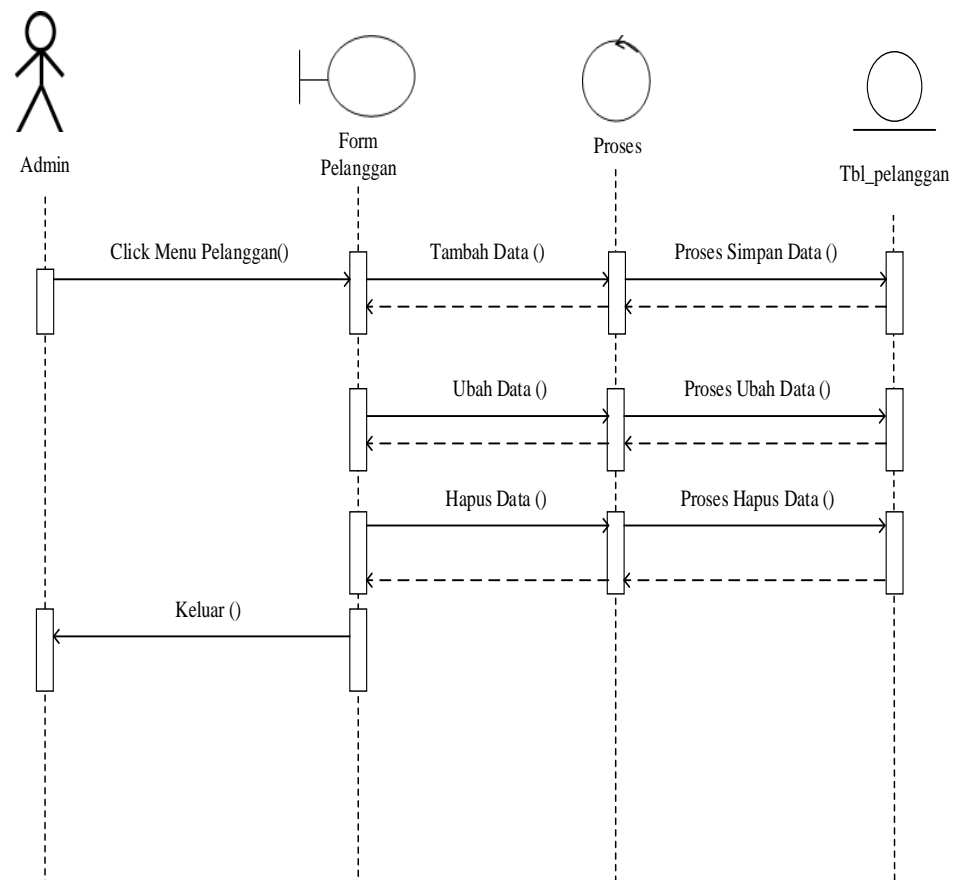 Admin
Form
Pelanggan
Proses
Tbl_pelanggan
Click Menu Pelanggan()
Tambah Data ()
Proses Simpan Data ()
Ubah Data ()
Proses Ubah Data ()
Hapus Data ()
Proses Hapus Data ()
Keluar ()